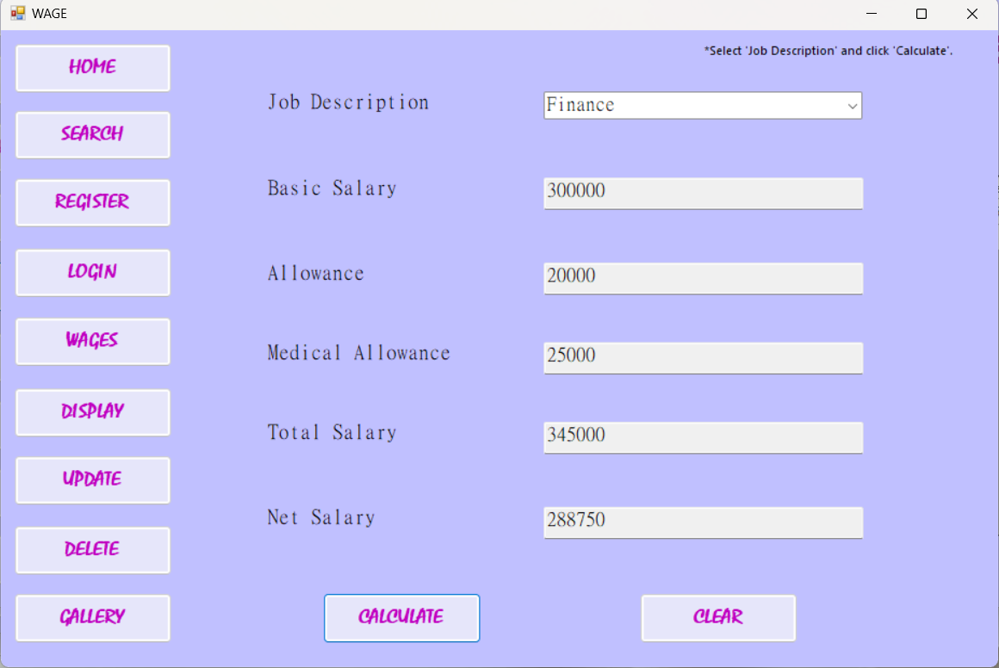 WAGE
*Select 'Job Description' and click 'Calculate'.
HOME
SEARCH
REGISTER
LOGIN
WAGES
DISPLAY
UPDATE
DELETE
GALLERY
Job Description Finance
Basic Salary 300000
Allowance 20000
Medical Allowance 25000
Total Salary 345000
Net Salary 288750
CALCULATE CLEAR